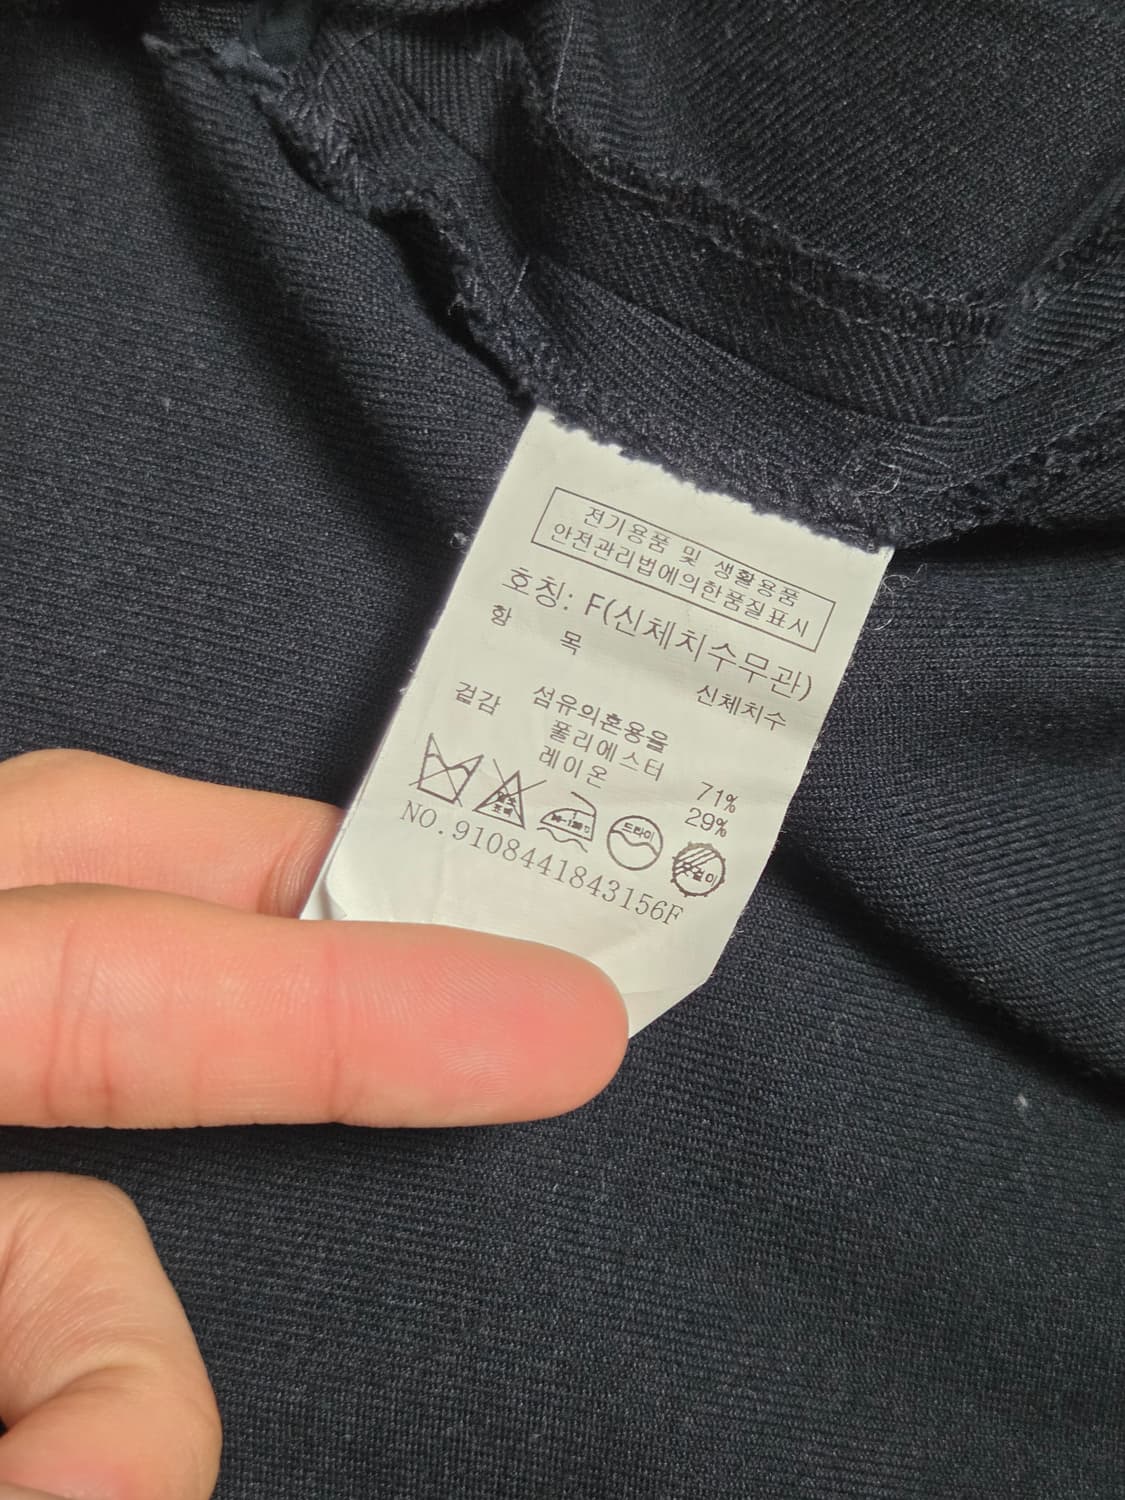 전기용품 및 생활용품
안전관리법에의한품질표시
호칭: F(신체치수무관)
항 목 신체치수
섬유의혼용율
겉감 폴리에스터 71%
레이온 29%
드라이
옷걸이
NO.9108441843156F